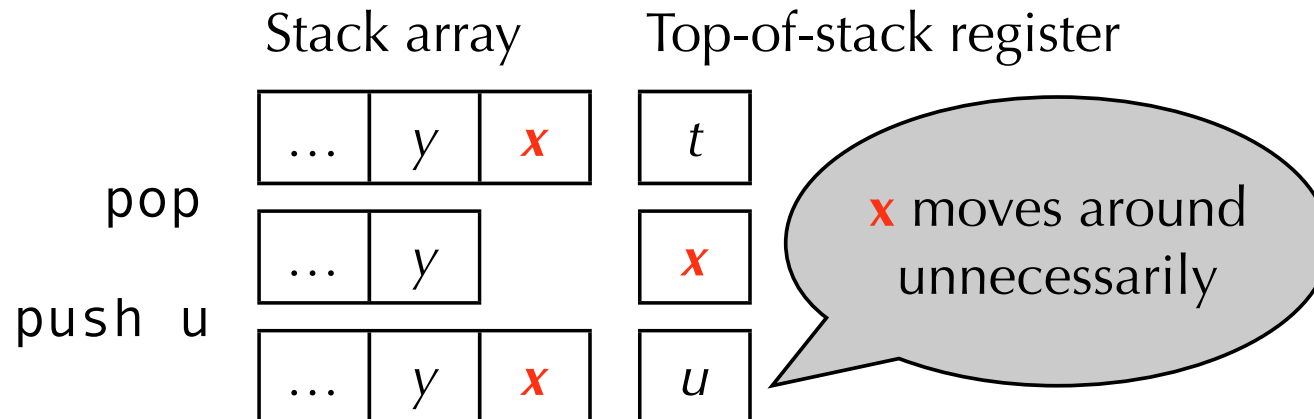 Stack array Top-of-stack register
… y x t
pop
… y x
push u
… y x u
x moves around
unnecessarily